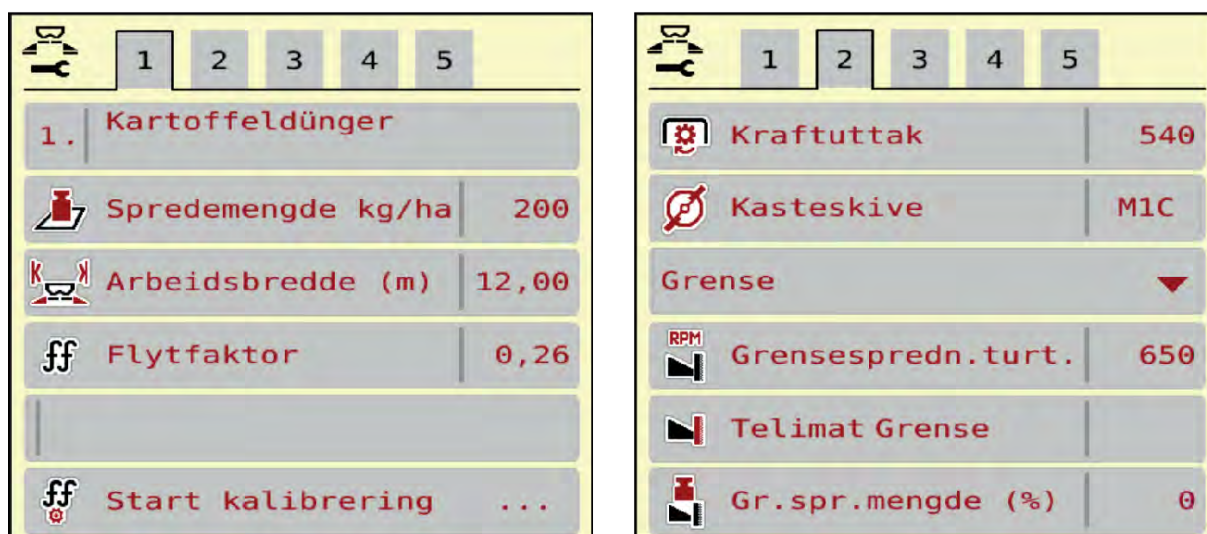 1 2 3 4 5
1. Kartoffeldünger
Spredemengde kg/ha 200
Arbeidsbredde (m) 12,00
ff Flytfaktor 0,26
ff Start kalibrering ...
1 2 3 4 5
Kraftuttak 540
Kasteskive M1C
Grense
RPM Grensespredn.turt. 650
Telimat Grense
Gr.spr.mengde (%) 0